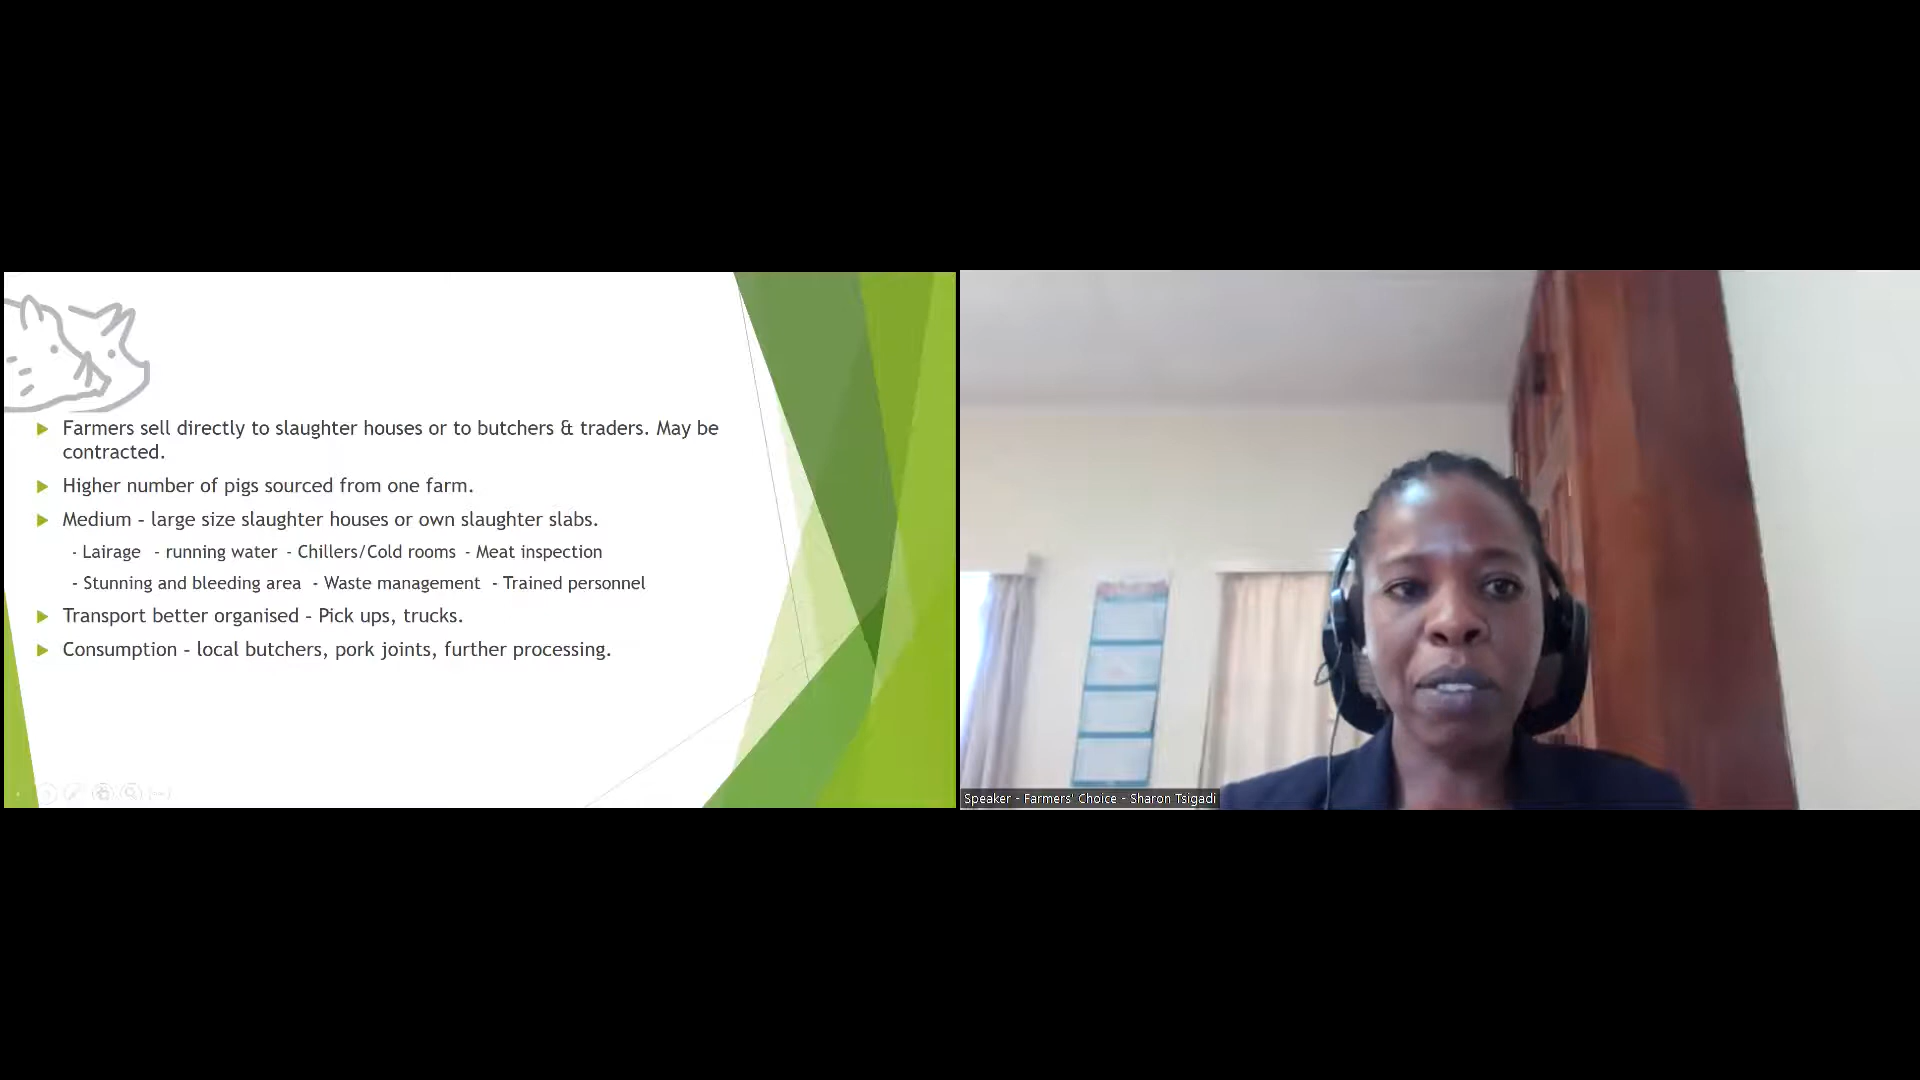 Farmers sell directly to slaughter houses or to butchers & traders. May be
contracted.
Higher number of pigs sourced from one farm.
Medium – large size slaughter houses or own slaughter slabs.
- Lairage - running water - Chillers/Cold rooms - Meat inspection
- Stunning and bleeding area - Waste management - Trained personnel
Transport better organised – Pick ups, trucks.
Consumption – local butchers, pork joints, further processing.
Speaker - Farmers' Choice - Sharon Tsigadi